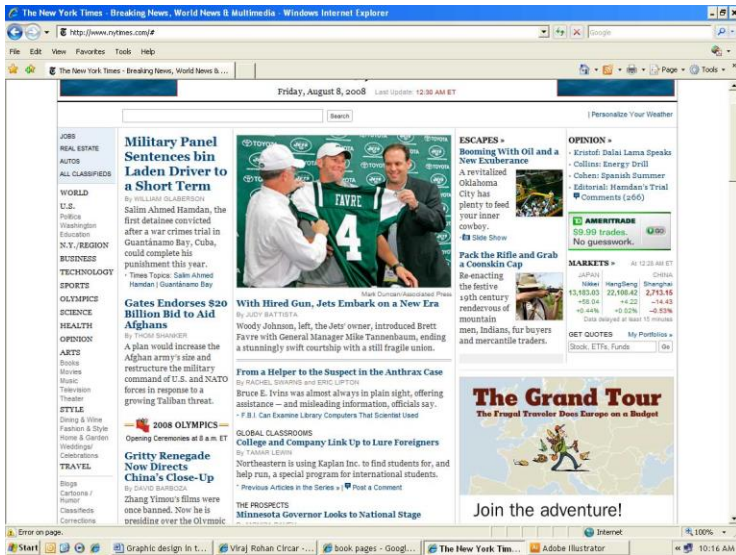 The New York Times - Breaking News, World News & Multimedia - Windows Internet Explorer
http://www.nytimes.com/#
Google
File Edit View Favorites Tools Help
The New York Times - Breaking News, World News & ...
Page Tools
Friday, August 8, 2008 Last Update: 12:30 AM ET
Search
Personalize Your Weather
JOBS
REAL ESTATE
AUTOS
ALL CLASSIFIEDS
WORLD
U.S.
Politics
Washington
Education
N.Y./REGION
BUSINESS
TECHNOLOGY
SPORTS
OLYMPICS
SCIENCE
HEALTH
OPINION
ARTS
Books
Movies
Music
Television
Theater
STYLE
Dining & Wine
Fashion & Style
Home & Garden
Weddings/
Celebrations
TRAVEL
Blogs
Cartoons /
Humor
Classifieds
Corrections
Military Panel
Sentences bin
Laden Driver to
a Short Term
By WILLIAM GLABERSON
Salim Ahmed Hamdan, the
first detainee convicted
after a war crimes trial in
Guantánamo Bay, Cuba,
could complete his
punishment this year.
· Times Topics: Salim Ahmed
Hamdan | Guantánamo Bay
Gates Endorses $20
Billion Bid to Aid
Afghans
By THOM SHANKER
A plan would increase the
Afghan army's size and
restructure the military
command of U.S. and NATO
forces in response to a
growing Taliban threat.
2008 OLYMPICS
Opening Ceremonies at 8 a.m. ET
Gritty Renegade
Now Directs
China's Close-Up
By DAVID BARBOZA
Zhang Yimou's films were
once banned. Now he is
presiding over the Olympic
TOYOTA
FAVRE
4
Mark Duncan/Associated Press
With Hired Gun, Jets Embark on a New Era
By JUDY BATTISTA
Woody Johnson, left, the Jets' owner, introduced Brett
Favre with General Manager Mike Tannenbaum, ending
a stunningly swift courtship with a still fragile union.
From a Helper to the Suspect in the Anthrax Case
By RACHEL SWARNS and ERIC LIPTON
Bruce E. Ivins was almost always in plain sight, offering
assistance — and misleading information, officials say.
· F.B.I. Can Examine Library Computers That Scientist Used
GLOBAL CLASSROOMS
College and Company Link Up to Lure Foreigners
By TAMAR LEWIN
Northeastern is using Kaplan Inc. to find students for, and
help run, a special program for international students.
· Previous Articles in the Series » | Post a Comment
THE PROSPECTS
Minnesota Governor Looks to National Stage
ESCAPES »
Booming With Oil and a
New Exuberance
A revitalized
Oklahoma
City has
plenty to feed
your inner
cowboy.
· Slide Show
Pack the Rifle and Grab
a Coonskin Cap
Re-enacting
the festive
19th century
rendezvous of
mountain
men, Indians, fur buyers
and mercantile traders.
OPINION »
· Kristof: Dalai Lama Speaks
· Collins: Energy Drill
· Cohen: Spanish Summer
· Editorial: Hamdan's Trial
Comments (266)
AMERITRADE
$9.99 trades.
No guesswork.
GO
MARKETS » At 12:28 AM ET
JAPAN CHINA
Nikkei HangSeng Shanghai
13,183.03 22,108.42 2,713.15
+58.04 +4.22 −14.43
+0.44% +0.02% −0.53%
Data delayed at least 15 minutes
GET QUOTES My Portfolios »
Stock, ETFs, Funds Go
The Grand Tour
The Frugal Traveler Does Europe on a Budget
Join the adventure!
Error on page.
Internet
100%
Start
Graphic design in t...
Viraj Rohan Circar - ...
book pages - Googl...
The New York Tim...
Adobe Illustrator
10:16 AM